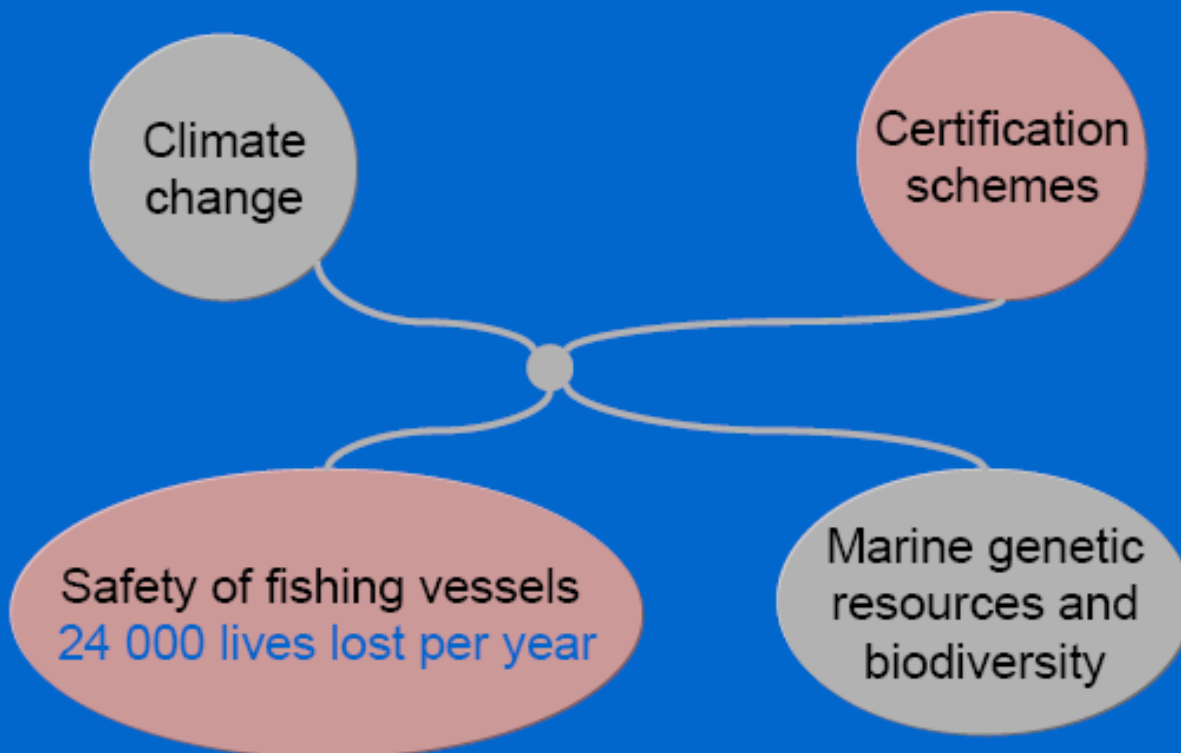 Climate
change
Certification
schemes
Safety of fishing vessels
24 000 lives lost per year
Marine genetic
resources and
biodiversity